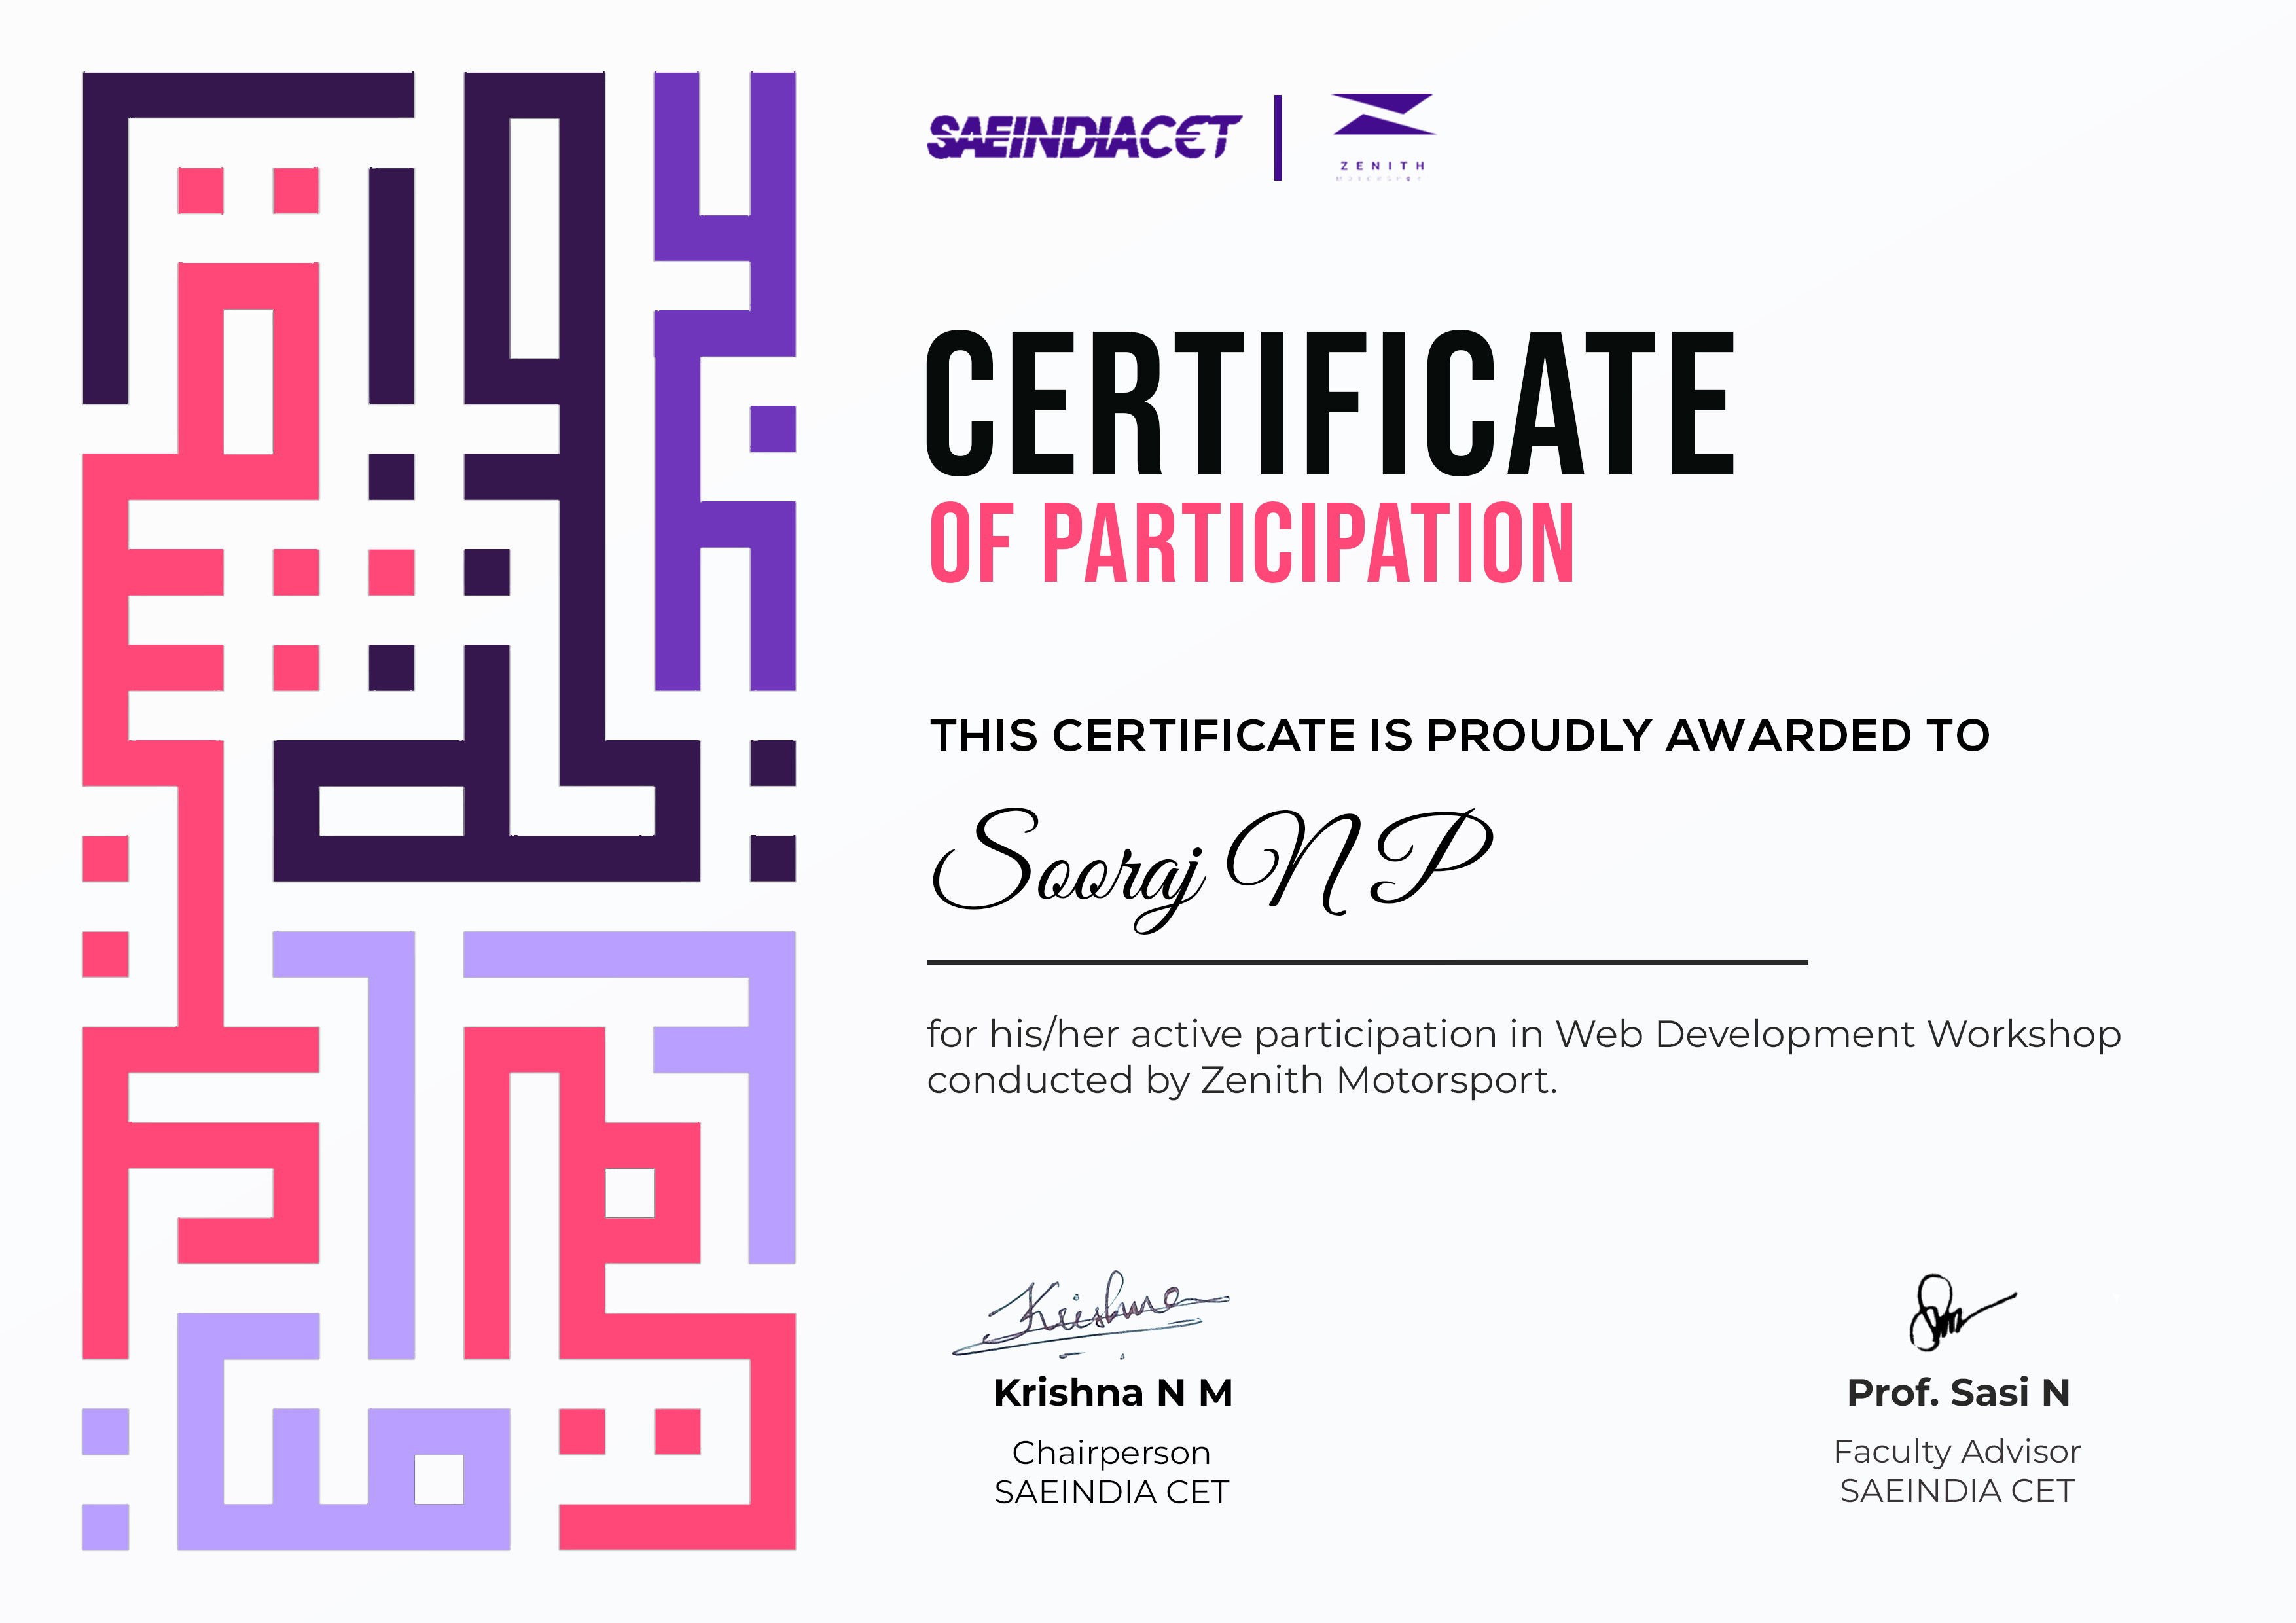 SAEINDIACET
ZENITH
CERTIFICATE
OF PARTICIPATION
THIS CERTIFICATE IS PROUDLY AWARDED TO
Sooraj N P
for his/her active participation in Web Development Workshop
conducted by Zenith Motorsport.
Krishna
Krishna N M
Chairperson
SAEINDIA CET
Prof. Sasi N
Faculty Advisor
SAEINDIA CET